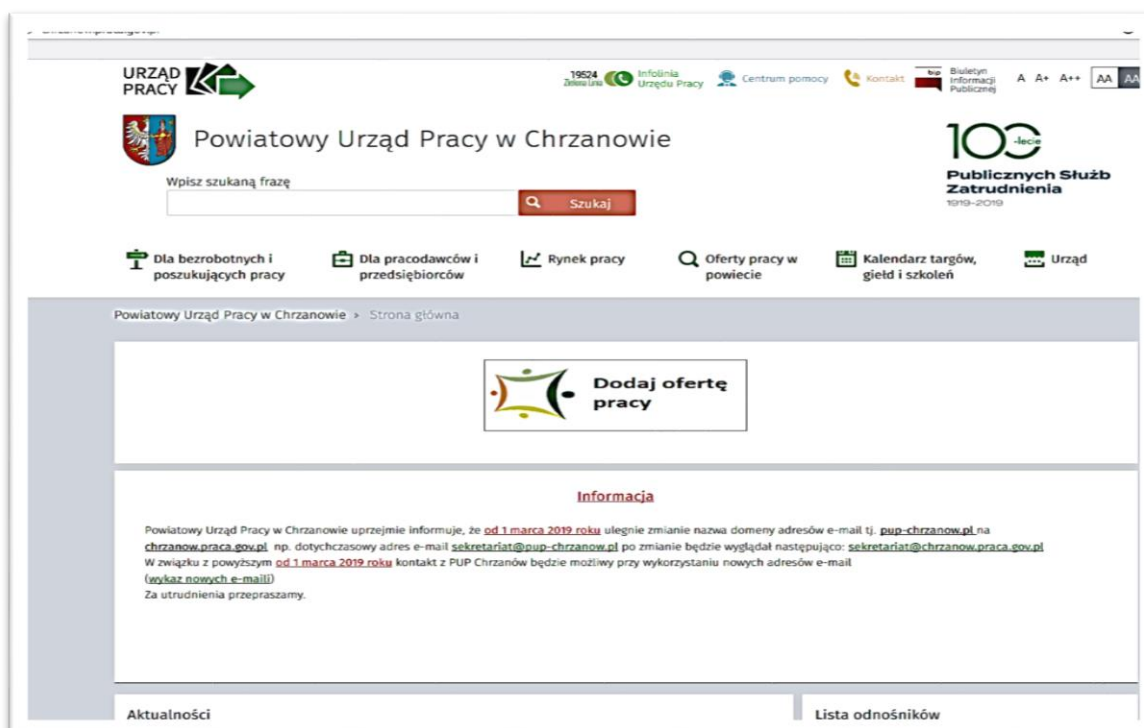 URZĄD
PRACY
19524
Zielona Linia
Infolinia
Urzędu Pracy
Centrum pomocy
Kontakt
bip
Biuletyn
Informacji
Publicznej
A A+ A++ AA AA
Powiatowy Urząd Pracy w Chrzanowie
100 -lecie
Publicznych Służb
Zatrudnienia
1919-2019
Wpisz szukaną frazę
Szukaj
Dla bezrobotnych i
poszukujących pracy
Dla pracodawców i
przedsiębiorców
Rynek pracy
Oferty pracy w
powiecie
Kalendarz targów,
giełd i szkoleń
Urząd
Powiatowy Urząd Pracy w Chrzanowie > Strona główna
Dodaj ofertę
pracy
Informacja
Powiatowy Urząd Pracy w Chrzanowie uprzejmie informuje, że od 1 marca 2019 roku ulegnie zmianie nazwa domeny adresów e-mail tj. pup-chrzanow.pl na
chrzanow.praca.gov.pl np. dotychczasowy adres e-mail sekretariat@pup-chrzanow.pl po zmianie będzie wyglądał następująco: sekretariat@chrzanow.praca.gov.pl
W związku z powyższym od 1 marca 2019 roku kontakt z PUP Chrzanów będzie możliwy przy wykorzystaniu nowych adresów e-mail
(wykaz nowych e-maili)
Za utrudnienia przepraszamy.
Aktualności
Lista odnośników